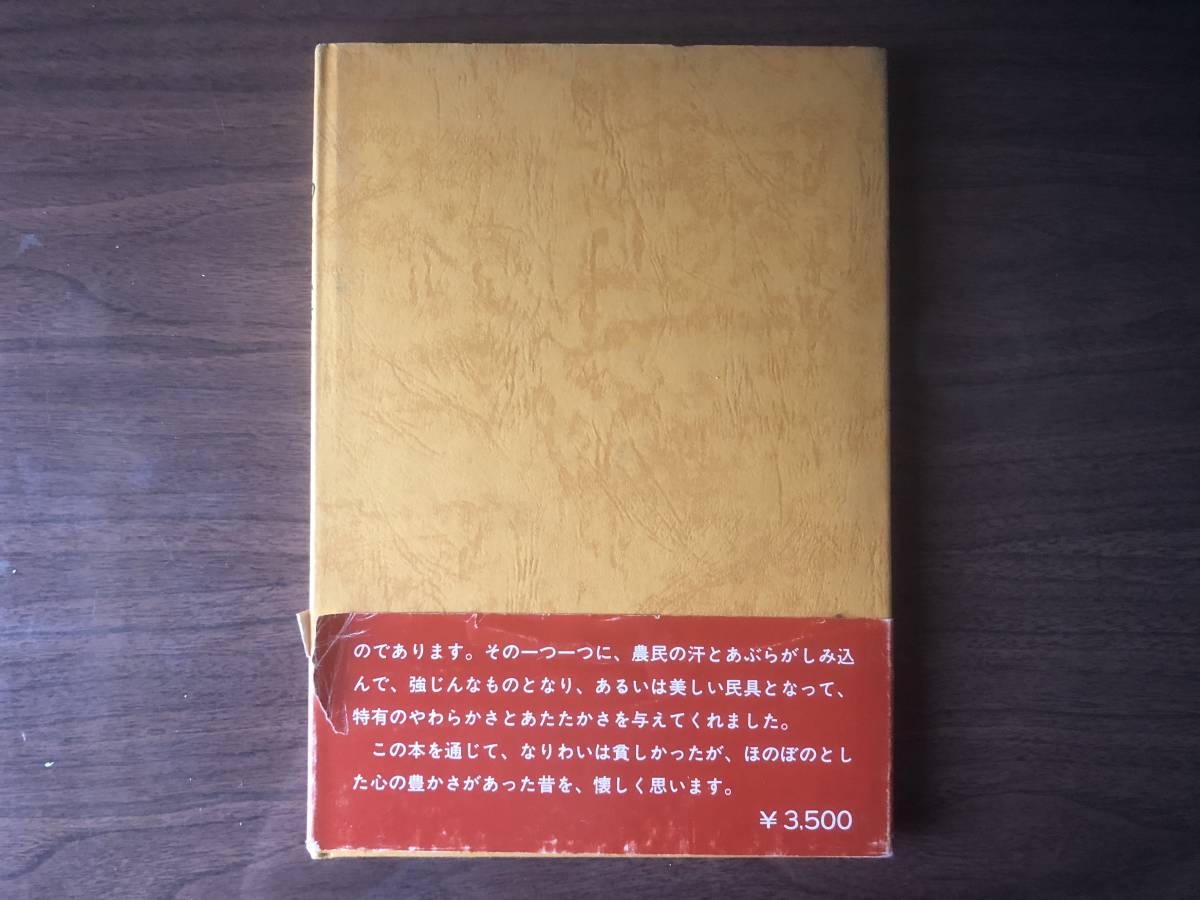 のであります。その一つ一つに、農民の汗とあぶらがしみ込
んで、強じんなものとなり、あるいは美しい民具となって、
特有のやわらかさとあたたかさを与えてくれました。
この本を通じて、なりわいは貧しかったが、ほのぼのとし
た心の豊かさがあった昔を、懐しく思います。
¥3,500